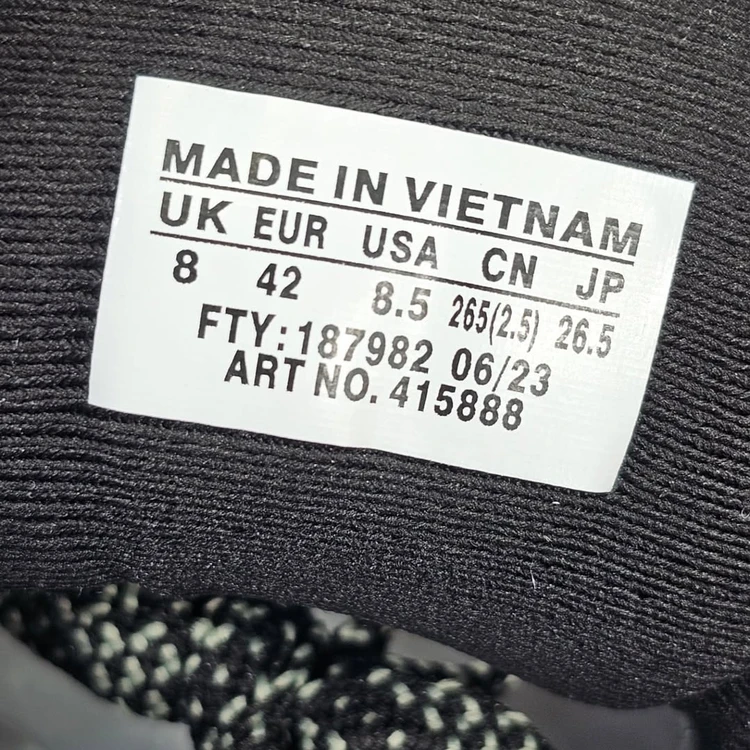 MADE IN VIETNAM
UK EUR USA CN JP
8 42 8.5 265(2.5) 26.5
FTY: 187982 06/23
ART NO. 415888